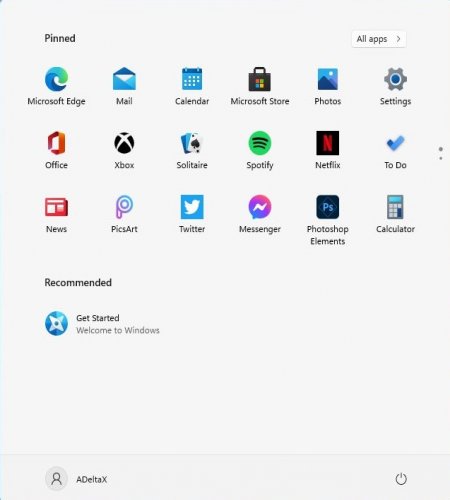 Pinned
All apps >
Microsoft Edge
Mail
Calendar
Microsoft Store
Photos
Settings
Office
Xbox
Solitaire
Spotify
Netflix
To Do
News
PicsArt
Twitter
Messenger
Ps
Photoshop
Elements
Calculator
Recommended
Get Started
Welcome to Windows
ADeltaX